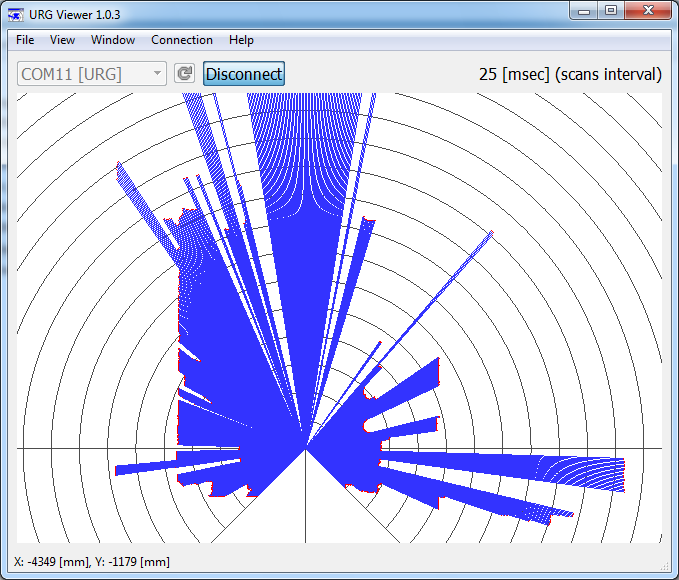 URG Viewer 1.0.3
File View Window Connection Help
COM11 [URG] Disconnect 25 [msec] (scans interval)
X: -4349 [mm], Y: -1179 [mm]